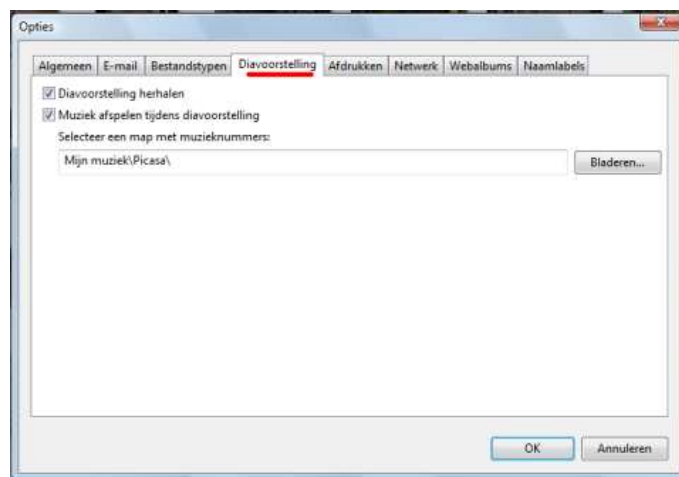 Opties
Algemeen E-mail Bestandstypen Diavoorstelling Afdrukken Netwerk Webalbums Naamlabels
Diavoorstelling herhalen
Muziek afspelen tijdens diavoorstelling
Selecteer een map met muzieknummers:
Mijn muziek\Picasa\ Bladeren...
OK Annuleren